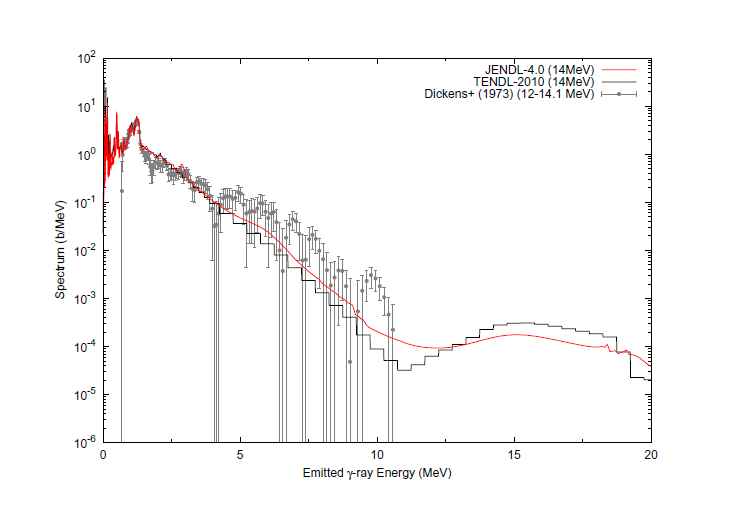 10^2
10^1
10^0
10^-1
10^-2
10^-3
10^-4
10^-5
10^-6
Spectrum (b/MeV)
JENDL-4.0 (14MeV)
TENDL-2010 (14MeV)
Dickens+ (1973) (12-14.1 MeV)
0 5 10 15 20
Emitted γ-ray Energy (MeV)